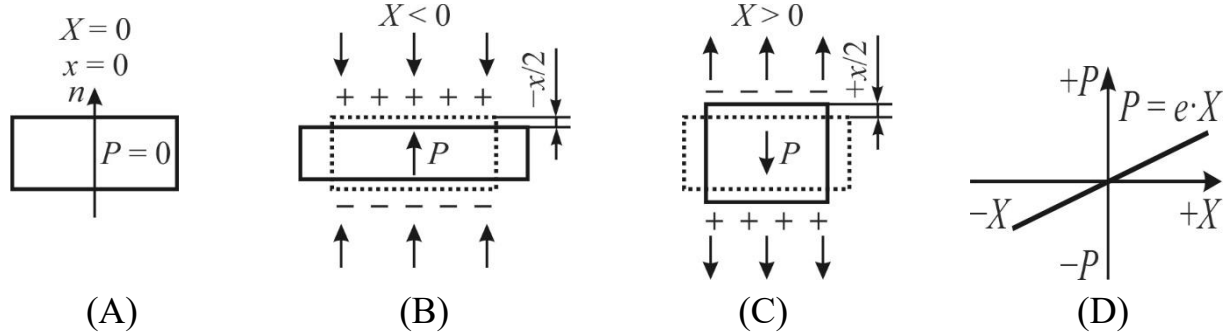 X = 0
x = 0
n
P = 0
(A)
X < 0
+ + + + +
−x/2
P
− − − − −
(B)
X > 0
− − − −
+x/2
P
+ + + +
(C)
+P
P = e·X
−X
+X
−P
(D)